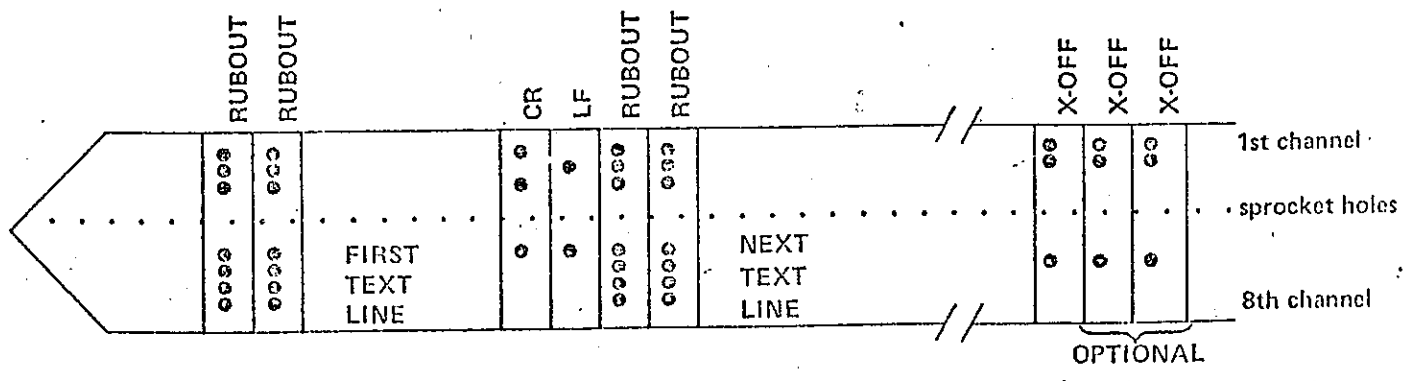 RUBOUT
RUBOUT
CR
LF
RUBOUT
RUBOUT
X-OFF
X-OFF
X-OFF
1st channel
sprocket holes
FIRST
TEXT
LINE
NEXT
TEXT
LINE
8th channel
OPTIONAL